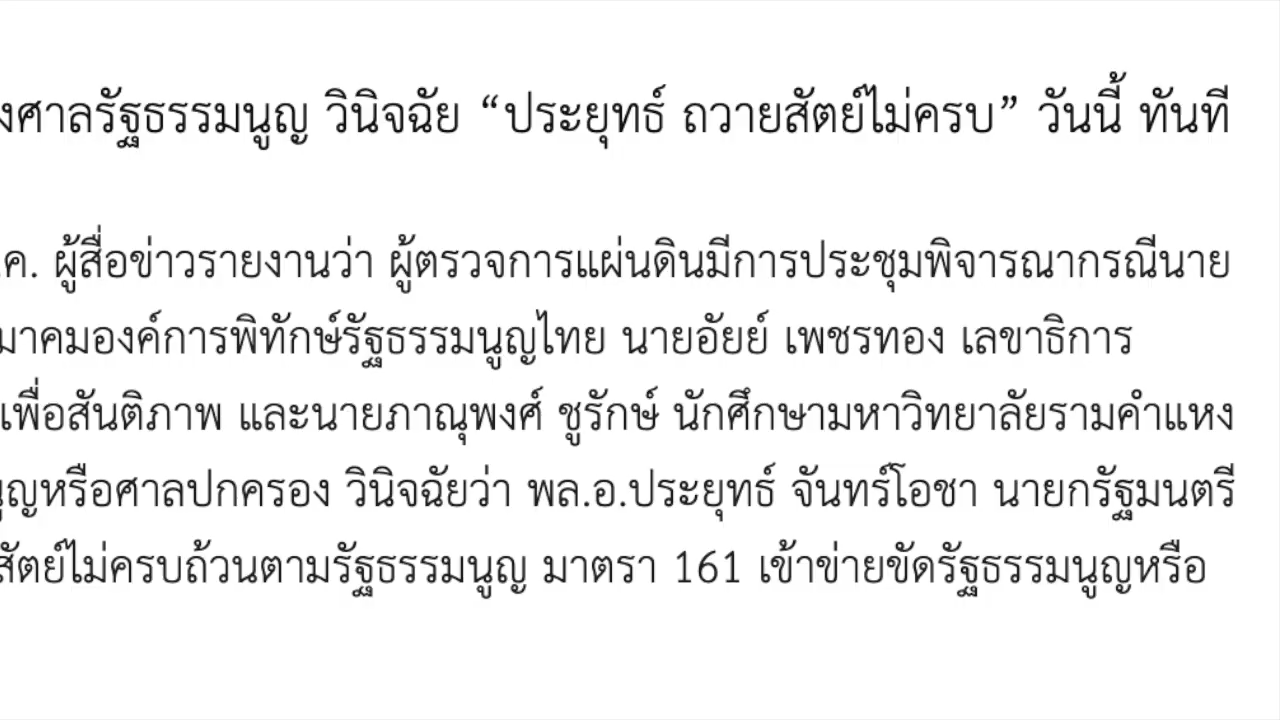 งศาลรัฐธรรมนูญ วินิจฉัย “ประยุทธ์ ถวายสัตย์ไม่ครบ” วันนี้ ทันที
.ค. ผู้สื่อข่าวรายงานว่า ผู้ตรวจการแผ่นดินมีการประชุมพิจารณากรณีนาย
มาคมองค์การพิทักษ์รัฐธรรมนูญไทย นายอัยย์ เพชรทอง เลขาธิการ
เพื่อสันติภาพ และนายภาณุพงศ์ ชูรักษ์ นักศึกษามหาวิทยาลัยรามคำแหง
นูญหรือศาลปกครอง วินิจฉัยว่า พล.อ.ประยุทธ์ จันทร์โอชา นายกรัฐมนตรี
สัตย์ไม่ครบถ้วนตามรัฐธรรมนูญ มาตรา 161 เข้าข่ายขัดรัฐธรรมนูญหรือ